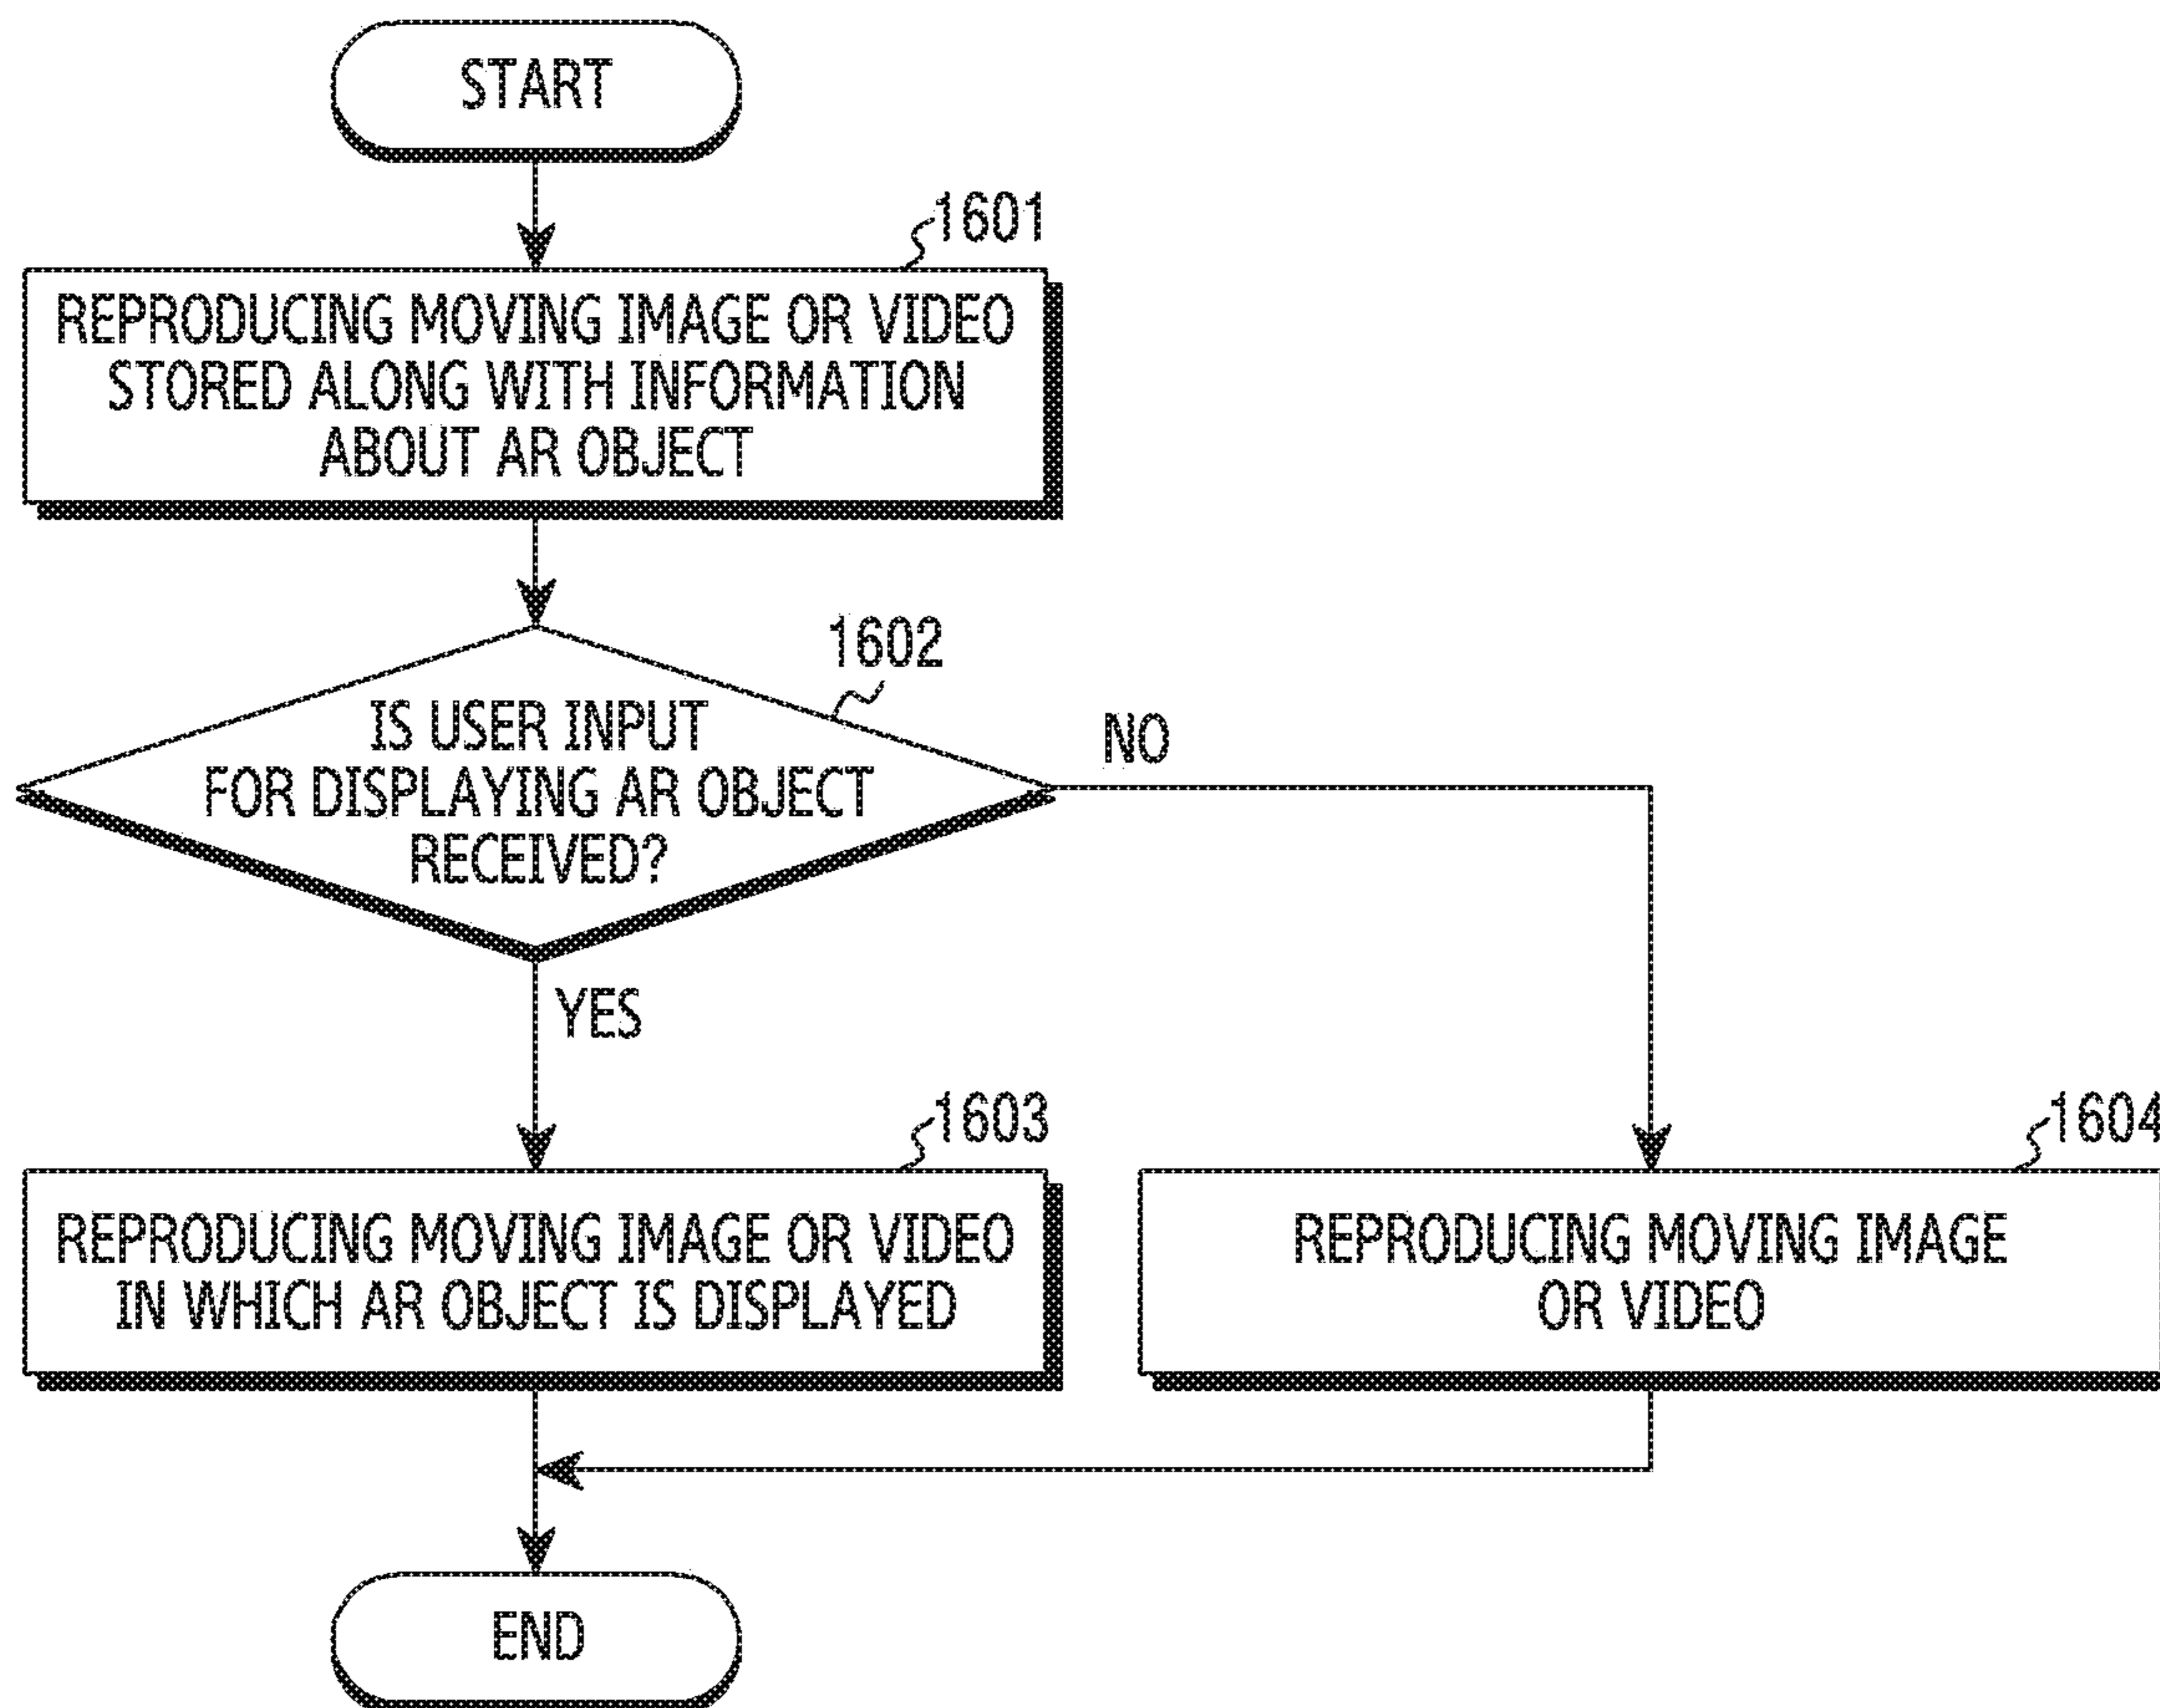 START
1601
REPRODUCING MOVING IMAGE OR VIDEO
STORED ALONG WITH INFORMATION
ABOUT AR OBJECT
1602
IS USER INPUT
FOR DISPLAYING AR OBJECT
RECEIVED?
NO
YES
1603
REPRODUCING MOVING IMAGE OR VIDEO
IN WHICH AR OBJECT IS DISPLAYED
1604
REPRODUCING MOVING IMAGE
OR VIDEO
END